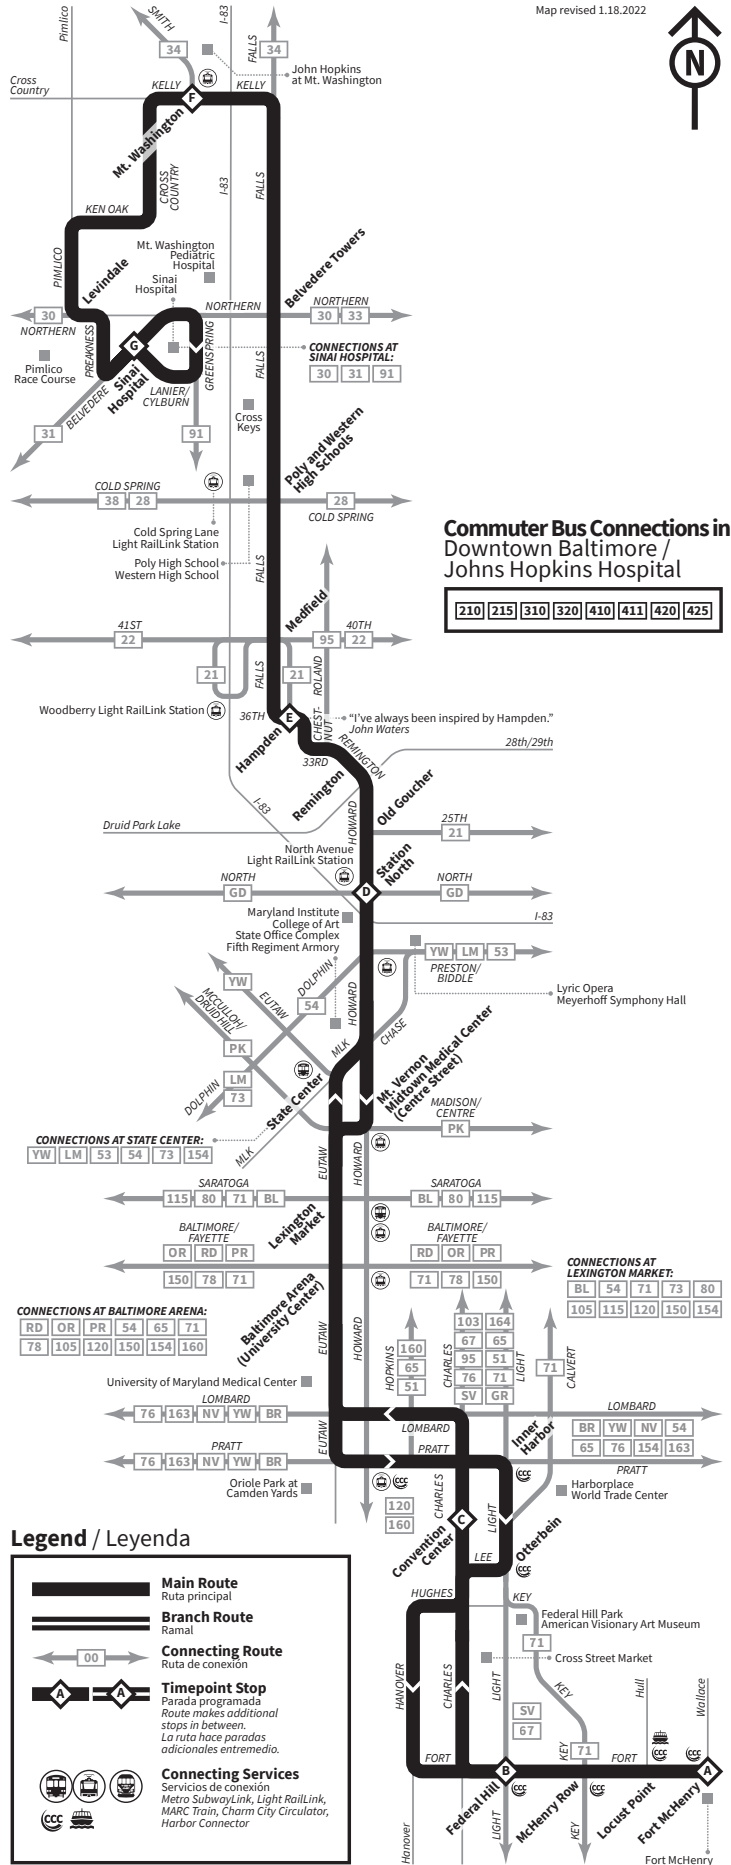 Map revised 1.18.2022
N
Pimlico
SMITH
I-83
FALLS
34
34
John Hopkins
at Mt. Washington
Cross
Country
KELLY
KELLY
F
Mt. Washington
CROSS
COUNTRY
I-83
FALLS
KEN OAK
PIMLICO
Levindale
Mt. Washington
Pediatric
Hospital
Sinai
Hospital
Belvedere Towers
NORTHERN
NORTHERN
30
30
33
NORTHERN
Pimlico
Race Course
PREAKNESS
G
Sinai
Hospital
GREENSPRING
FALLS
CONNECTIONS AT
SINAI HOSPITAL:
30
31
91
BELVEDERE
LANIER/
CYLBURN
Cross
Keys
31
91
Poly and Western
High Schools
COLD SPRING
38
28
28
COLD SPRING
Cold Spring Lane
Light RailLink Station
Poly High School
Western High School
FALLS
Commuter Bus Connections in
Downtown Baltimore /
Johns Hopkins Hospital
210
215
310
320
410
411
420
425
Medfield
41ST
22
40TH
95
22
21
FALLS
21
ROLAND
Woodberry Light RailLink Station
36TH
E
Hampden
CHEST-
NUT
“I’ve always been inspired by Hampden.”
John Waters
33RD
REMINGTON
28th/29th
Remington
Old Goucher
I-83
HOWARD
Druid Park Lake
25TH
21
North Avenue
Light RailLink Station
Station
North
NORTH
GD
D
NORTH
GD
Maryland Institute
College of Art
State Office Complex
Fifth Regiment Armory
I-83
YW
LM
53
PRESTON/
BIDDLE
DOLPHIN
YW
EUTAW
54
HOWARD
Lyric Opera
Meyerhoff Symphony Hall
MCCULLOH/
DRUID HILL
PK
MLK
CHASE
LM
73
DOLPHIN
State Center
Mt. Vernon
Midtown Medical Center
(Centre Street)
MADISON/
CENTRE
PK
CONNECTIONS AT STATE CENTER:
YW
LM
53
54
73
154
MLK
EUTAW
HOWARD
SARATOGA
115
80
71
BL
SARATOGA
BL
80
115
Lexington
Market
BALTIMORE/
FAYETTE
OR
RD
PR
150
78
71
BALTIMORE/
FAYETTE
RD
OR
PR
71
78
150
CONNECTIONS AT
LEXINGTON MARKET:
BL
54
71
73
80
105
115
120
150
154
CONNECTIONS AT BALTIMORE ARENA:
RD
OR
PR
54
65
71
78
105
120
150
154
160
Baltimore Arena
(University Center)
EUTAW
HOWARD
HOPKINS
160
65
51
CHARLES
103
164
67
65
95
51
76
71
SV
GR
LIGHT
71
CALVERT
University of Maryland Medical Center
LOMBARD
76
163
NV
YW
BR
LOMBARD
LOMBARD
BR
YW
NV
54
65
76
154
163
EUTAW
Inner
Harbor
PRATT
76
163
NV
YW
BR
PRATT
PRATT
Oriole Park at
Camden Yards
CCC
CCC
120
160
CHARLES
LIGHT
Harborplace
World Trade Center
C
Convention
Center
Otterbein
LEE
CCC
HUGHES
KEY
Federal Hill Park
American Visionary Art Museum
71
Cross Street Market
HANOVER
CHARLES
LIGHT
KEY
Hull
Wallace
SV
67
KEY
71
CCC
CCC
FORT
FORT
B
A
CCC
CCC
Federal Hill
McHenry Row
Locust Point
Fort McHenry
Hanover
LIGHT
KEY
Fort McHenry
Legend / Leyenda
Main Route
Ruta principal
Branch Route
Ramal
00
Connecting Route
Ruta de conexión
A
A
Timepoint Stop
Parada programada
Route makes additional
stops in between.
La ruta hace paradas
adicionales entremedio.
Connecting Services
Servicios de conexión
Metro SubwayLink, Light RailLink,
MARC Train, Charm City Circulator,
Harbor Connector
CCC